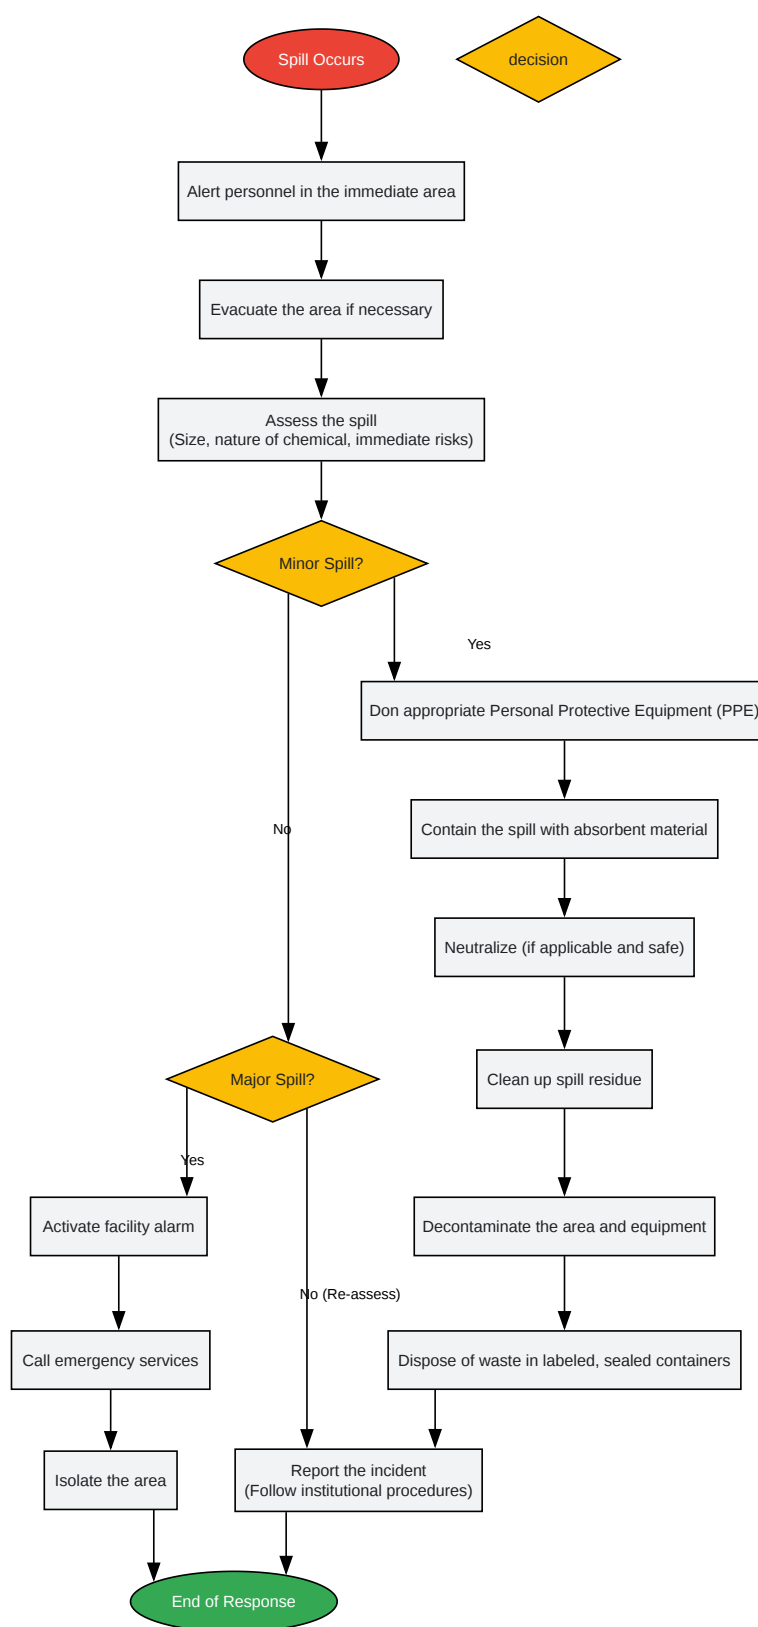 Spill Occurs
decision
Alert personnel in the immediate area
Evacuate the area if necessary
Assess the spill
(Size, nature of chemical, immediate risks)
Minor Spill?
Yes
Don appropriate Personal Protective Equipment (PPE)
No
Contain the spill with absorbent material
Neutralize (if applicable and safe)
Clean up spill residue
Major Spill?
Yes
Activate facility alarm
Decontaminate the area and equipment
No (Re-assess)
Call emergency services
Dispose of waste in labeled, sealed containers
Isolate the area
Report the incident
(Follow institutional procedures)
End of Response